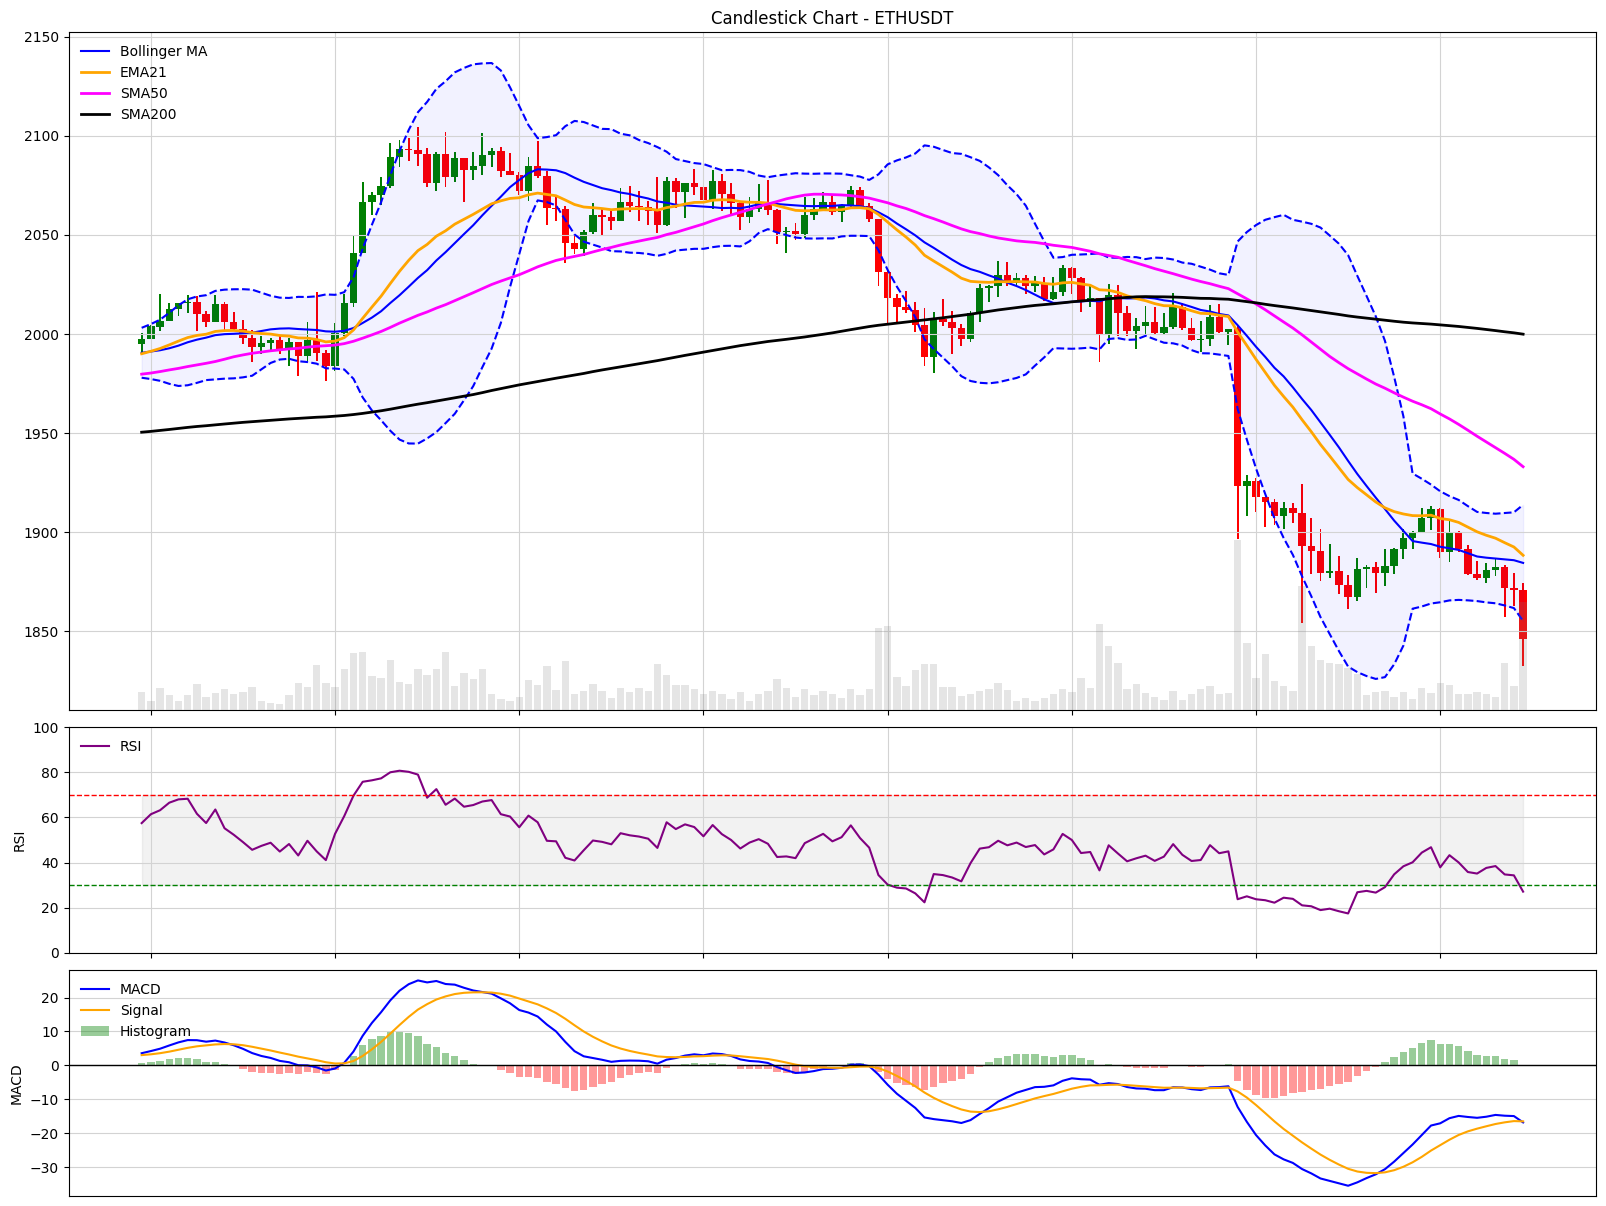 Candlestick Chart - ETHUSDT
2150
2100
2050
2000
1950
1900
1850
Bollinger MA
EMA21
SMA50
SMA200
RSI
100
80
60
40
20
0
RSI
MACD
20
10
0
−10
−20
−30
MACD
Signal
Histogram